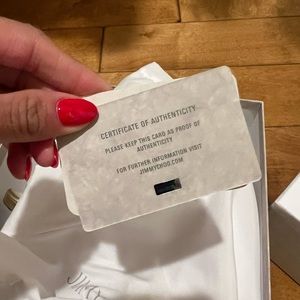 CERTIFICATE OF AUTHENTICITY
PLEASE KEEP THIS CARD AS PROOF OF
AUTHENTICITY
FOR FURTHER INFORMATION VISIT
JIMMYCHOO.COM